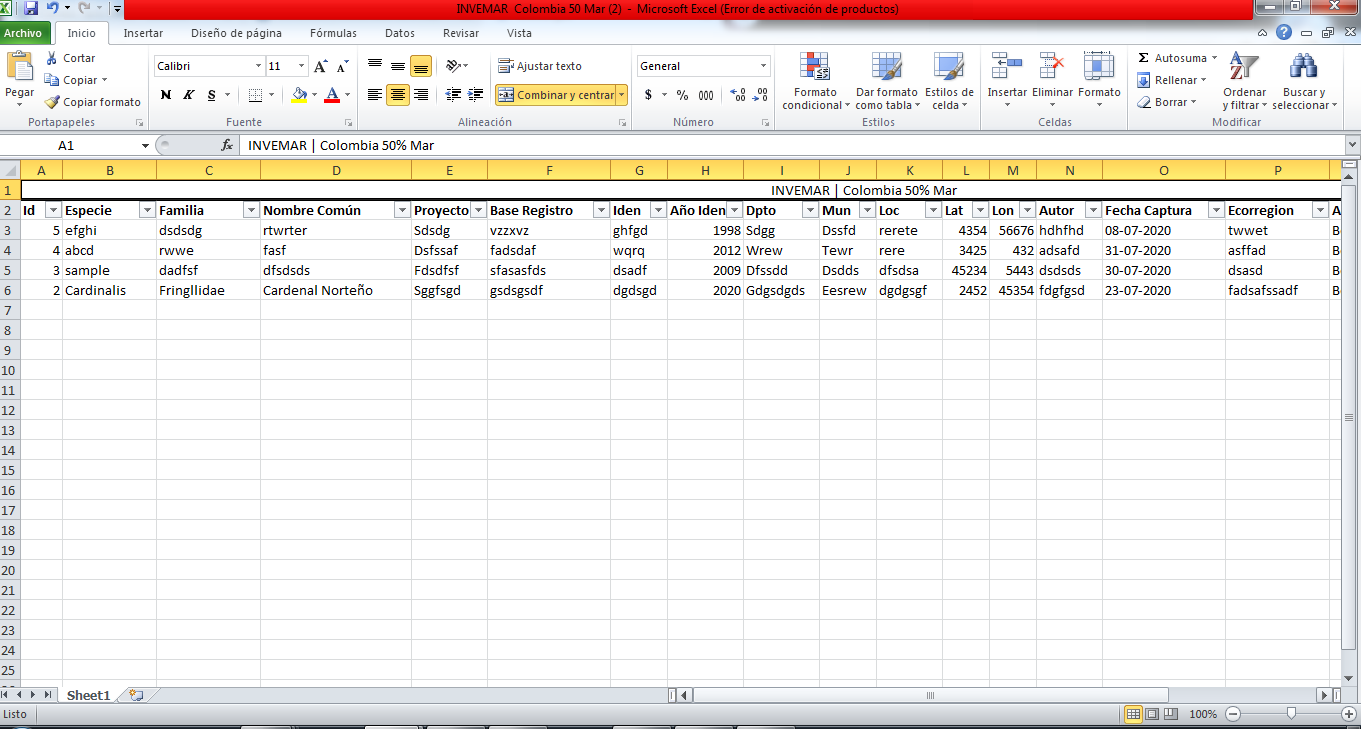 INVEMAR Colombia 50 Mar (2) - Microsoft Excel (Error de activación de productos)
Archivo Inicio Insertar Diseño de página Fórmulas Datos Revisar Vista
Pegar Cortar Copiar Copiar formato
Portapapeles
Calibri 11
N K S A
Fuente
Ajustar texto
Combinar y centrar
Alineación
General
$ % 000
Número
Formato condicional Dar formato como tabla Estilos de celda
Estilos
Insertar Eliminar Formato
Celdas
Autosuma Rellenar Borrar
Ordenar y filtrar Buscar y seleccionar
Modificar
A1 fx INVEMAR | Colombia 50% Mar
A B C D E F G H I J K L M N O P
1 INVEMAR | Colombia 50% Mar
2 Id Especie Familia Nombre Común Proyecto Base Registro Iden Año Iden Dpto Mun Loc Lat Lon Autor Fecha Captura Ecorregion A
3 5 efghi dsdsdg rtwrter Sdsdg vzzxvz ghfgd 1998 Sdgg Dssfd rerete 4354 56676 hdhfhd 08-07-2020 twwet B
4 4 abcd rwwe fasf Dsfssaf fadsdaf wqrq 2012 Wrew Tewr rere 3425 432 adsafd 31-07-2020 asffad B
5 3 sample dadfsf dfsdsds Fdsdfsf sfasasfds dsadf 2009 Dfssdd Dsdds dfsdsa 45234 5443 dsdsds 30-07-2020 dsasd B
6 2 Cardinalis Fringllidae Cardenal Norteño Sggfsgd gsdsgsdf dgdsgd 2020 Gdgsdgds Eesrew dgdgsgf 2452 45354 fdgfgsd 23-07-2020 fadsafssadf B
7
8
9
10
11
12
13
14
15
16
17
18
19
20
21
22
23
24
25
Sheet1
Listo 100%